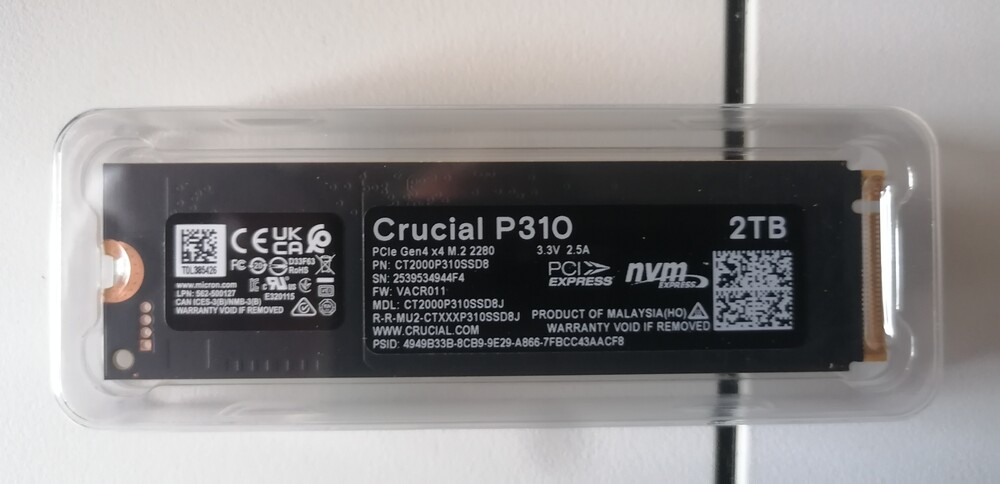 CE UK CA
TDL385426
FC 20 D33F63
RoHS
www.micron.com
LPN: 562-500127
E320115
CAN ICES-3(B)/NMB-3(B)
WARRANTY VOID IF REMOVED
Crucial P310
2TB
PCIe Gen4 x4 M.2 2280
3.3V 2.5A
PN: CT2000P310SSD8
SN: 2539534944F4
FW: VACR011
MDL: CT2000P310SSD8J
R-R-MU2-CTXXXP310SSD8J
WWW.CRUCIAL.COM
PCI EXPRESS
nvm EXPRESS
PRODUCT OF MALAYSIA(HO)
WARRANTY VOID IF REMOVED
PSID: 4949B33B-8CB9-9E29-A866-7FBCC43AACF8